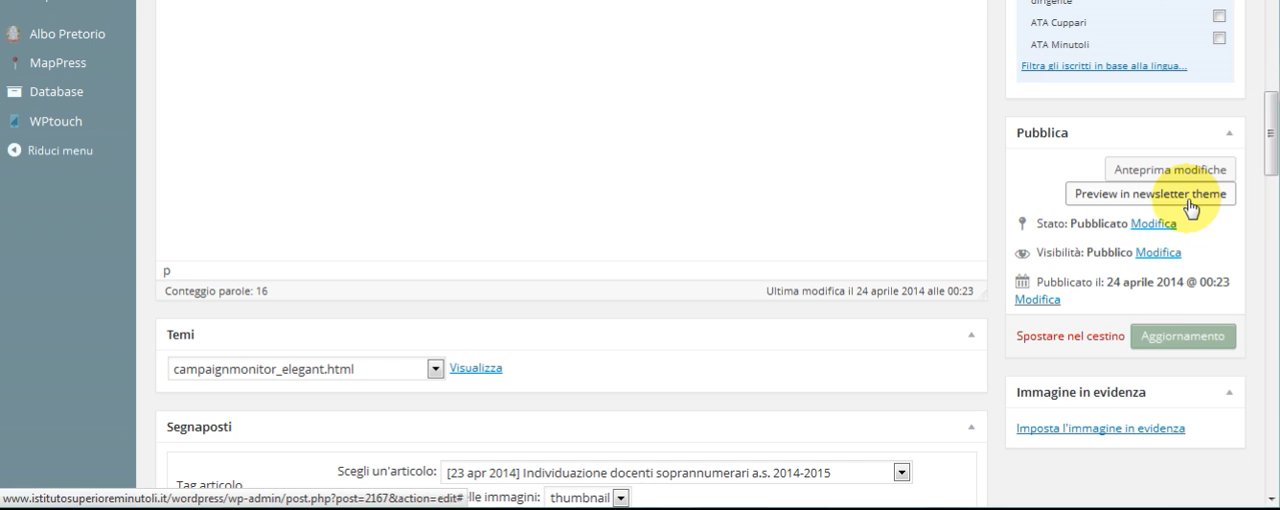 Albo Pretorio
MapPress
Database
WPtouch
Riduci menu
p
Conteggio parole: 16
Ultima modifica il 24 aprile 2014 alle 00:23
Temi
campaignmonitor_elegant.html
Visualizza
Segnaposti
Scegli un'articolo:
[23 apr 2014] Individuazione docenti soprannumerari a.s. 2014-2015
Tag articolo
lle immagini:
thumbnail
www.istitutosuperioreminutoli.it/wordpress/wp-admin/post.php?post=2167&action=edit#
dirigente
ATA Cuppari
ATA Minutoli
Filtra gli iscritti in base alla lingua...
Pubblica
Anteprima modifiche
Preview in newsletter theme
Stato: Pubblicato Modifica
Visibilità: Pubblico Modifica
Pubblicato il: 24 aprile 2014 @ 00:23
Modifica
Spostare nel cestino
Aggiornamento
Immagine in evidenza
Imposta l'immagine in evidenza